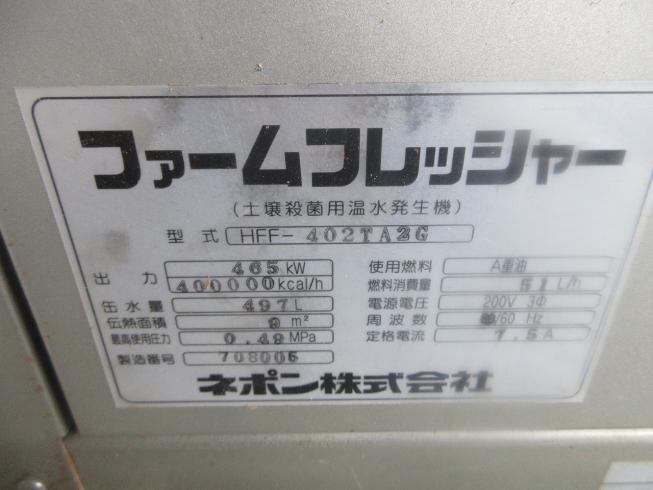 ファームフレッシャー
(土壌殺菌用温水発生機)
型式 HFF-402TA2G
出力 465 kW
400000 kcal/h
缶水量 497 L
伝熱面積 9 m²
最高使用圧力 0.49 MPa
製造番号 708006
使用燃料 A重油
燃料消費量 51 L/h
電源電圧 200V 3Φ
周波数 /60 Hz
定格電流 7.5 A
ネポン株式会社